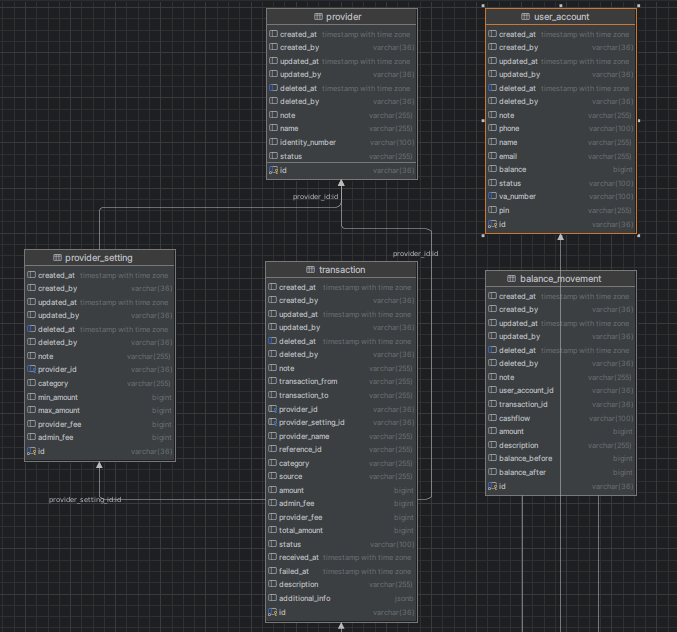 provider
created_at timestamp with time zone
created_by varchar(36)
updated_at timestamp with time zone
updated_by varchar(36)
deleted_at timestamp with time zone
deleted_by varchar(36)
note varchar(255)
name varchar(255)
identity_number varchar(100)
status varchar(255)
id varchar(36)
user_account
created_at timestamp with time zone
created_by varchar(36)
updated_at timestamp with time zone
updated_by varchar(36)
deleted_at timestamp with time zone
deleted_by varchar(36)
note varchar(255)
phone varchar(100)
name varchar(255)
email varchar(255)
balance bigint
status varchar(100)
va_number varchar(100)
pin varchar(255)
id varchar(36)
provider_id:id
provider_id:id
provider_setting
created_at timestamp with time zone
created_by varchar(36)
updated_at timestamp with time zone
updated_by varchar(36)
deleted_at timestamp with time zone
deleted_by varchar(36)
note varchar(255)
provider_id varchar(36)
category varchar(255)
min_amount bigint
max_amount bigint
provider_fee bigint
admin_fee bigint
id varchar(36)
provider_setting_id:id
transaction
created_at timestamp with time zone
created_by varchar(36)
updated_at timestamp with time zone
updated_by varchar(36)
deleted_at timestamp with time zone
deleted_by varchar(36)
note varchar(255)
transaction_from varchar(255)
transaction_to varchar(255)
provider_id varchar(36)
provider_setting_id varchar(36)
provider_name varchar(255)
reference_id varchar(255)
category varchar(255)
source varchar(255)
amount bigint
admin_fee bigint
provider_fee bigint
total_amount bigint
status varchar(100)
received_at timestamp with time zone
failed_at timestamp with time zone
description varchar(255)
additional_info jsonb
id varchar(36)
balance_movement
created_at timestamp with time zone
created_by varchar(36)
updated_at timestamp with time zone
updated_by varchar(36)
deleted_at timestamp with time zone
deleted_by varchar(36)
note varchar(255)
user_account_id varchar(36)
transaction_id varchar(36)
cashflow varchar(100)
amount bigint
description varchar(255)
balance_before bigint
balance_after bigint
id varchar(36)